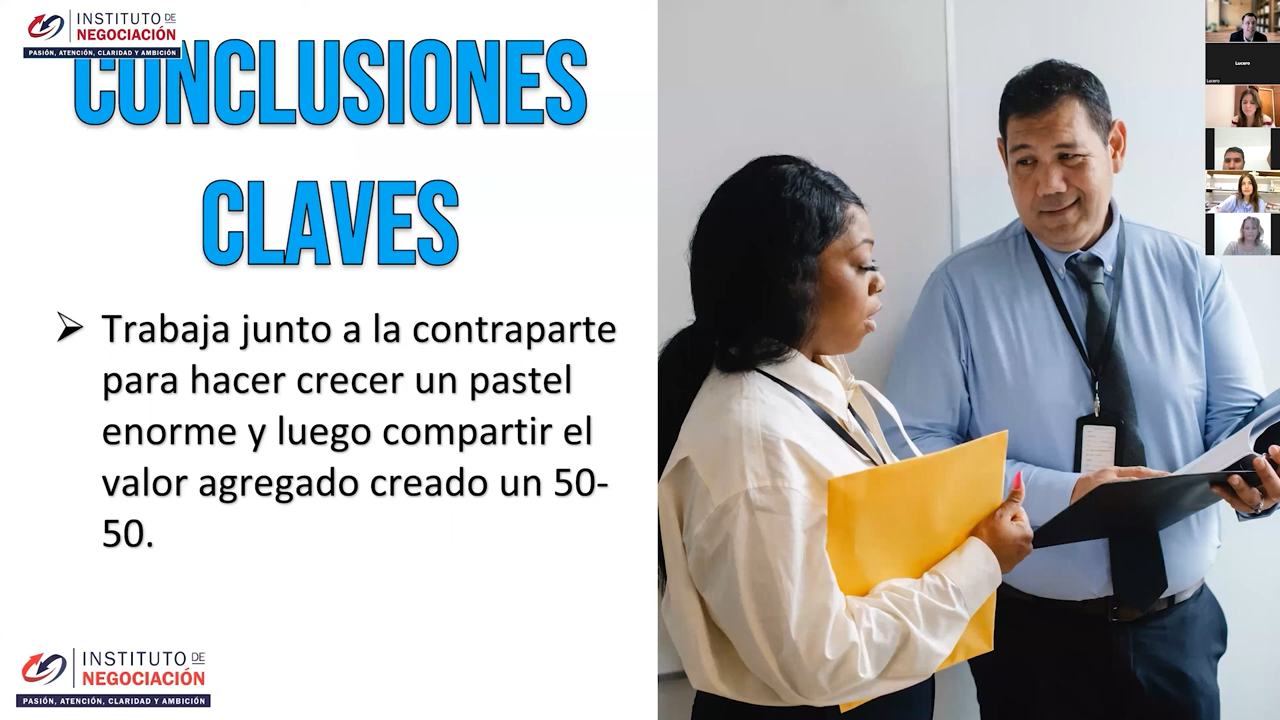 INSTITUTO DE
NEGOCIACIÓN
PASIÓN, ATENCIÓN, CLARIDAD Y AMBICIÓN
CONCLUSIONES
CLAVES
➢ Trabaja junto a la contraparte
para hacer crecer un pastel
enorme y luego compartir el
valor agregado creado un 50-
50.
INSTITUTO DE
NEGOCIACIÓN
PASIÓN, ATENCIÓN, CLARIDAD Y AMBICIÓN
Lucero
Lucero